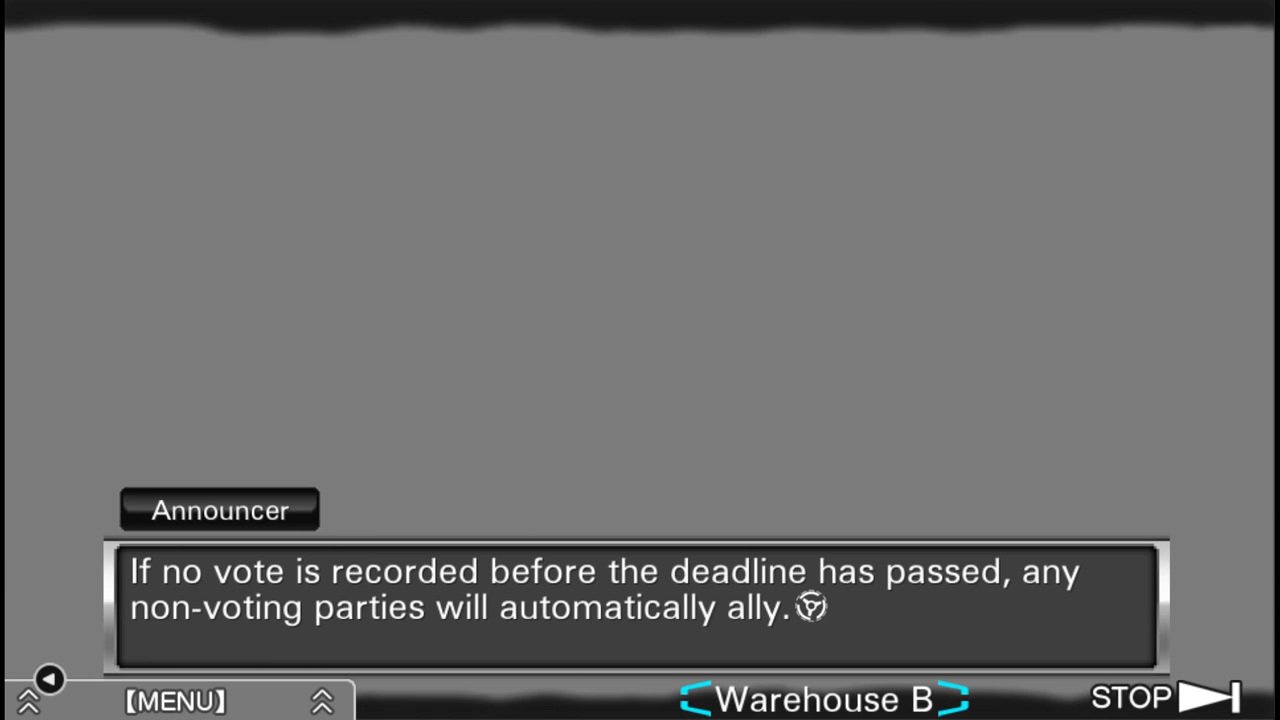 Announcer
If no vote is recorded before the deadline has passed, any
non-voting parties will automatically ally.
【MENU】
Warehouse B
STOP